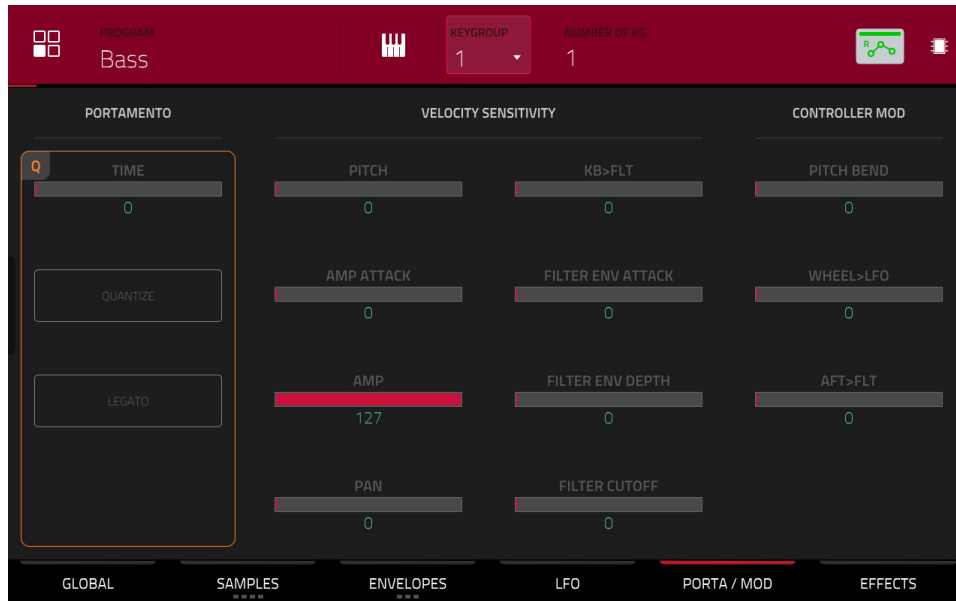 PROGRAM
Bass
KEYGROUP
1
NUMBER OF KG
1
R
PORTAMENTO
VELOCITY SENSITIVITY
CONTROLLER MOD
Q
TIME
0
QUANTIZE
LEGATO
PITCH
0
AMP ATTACK
0
AMP
127
PAN
0
KB>FLT
0
FILTER ENV ATTACK
0
FILTER ENV DEPTH
0
FILTER CUTOFF
0
PITCH BEND
0
WHEEL>LFO
0
AFT>FLT
0
GLOBAL
SAMPLES
ENVELOPES
LFO
PORTA / MOD
EFFECTS